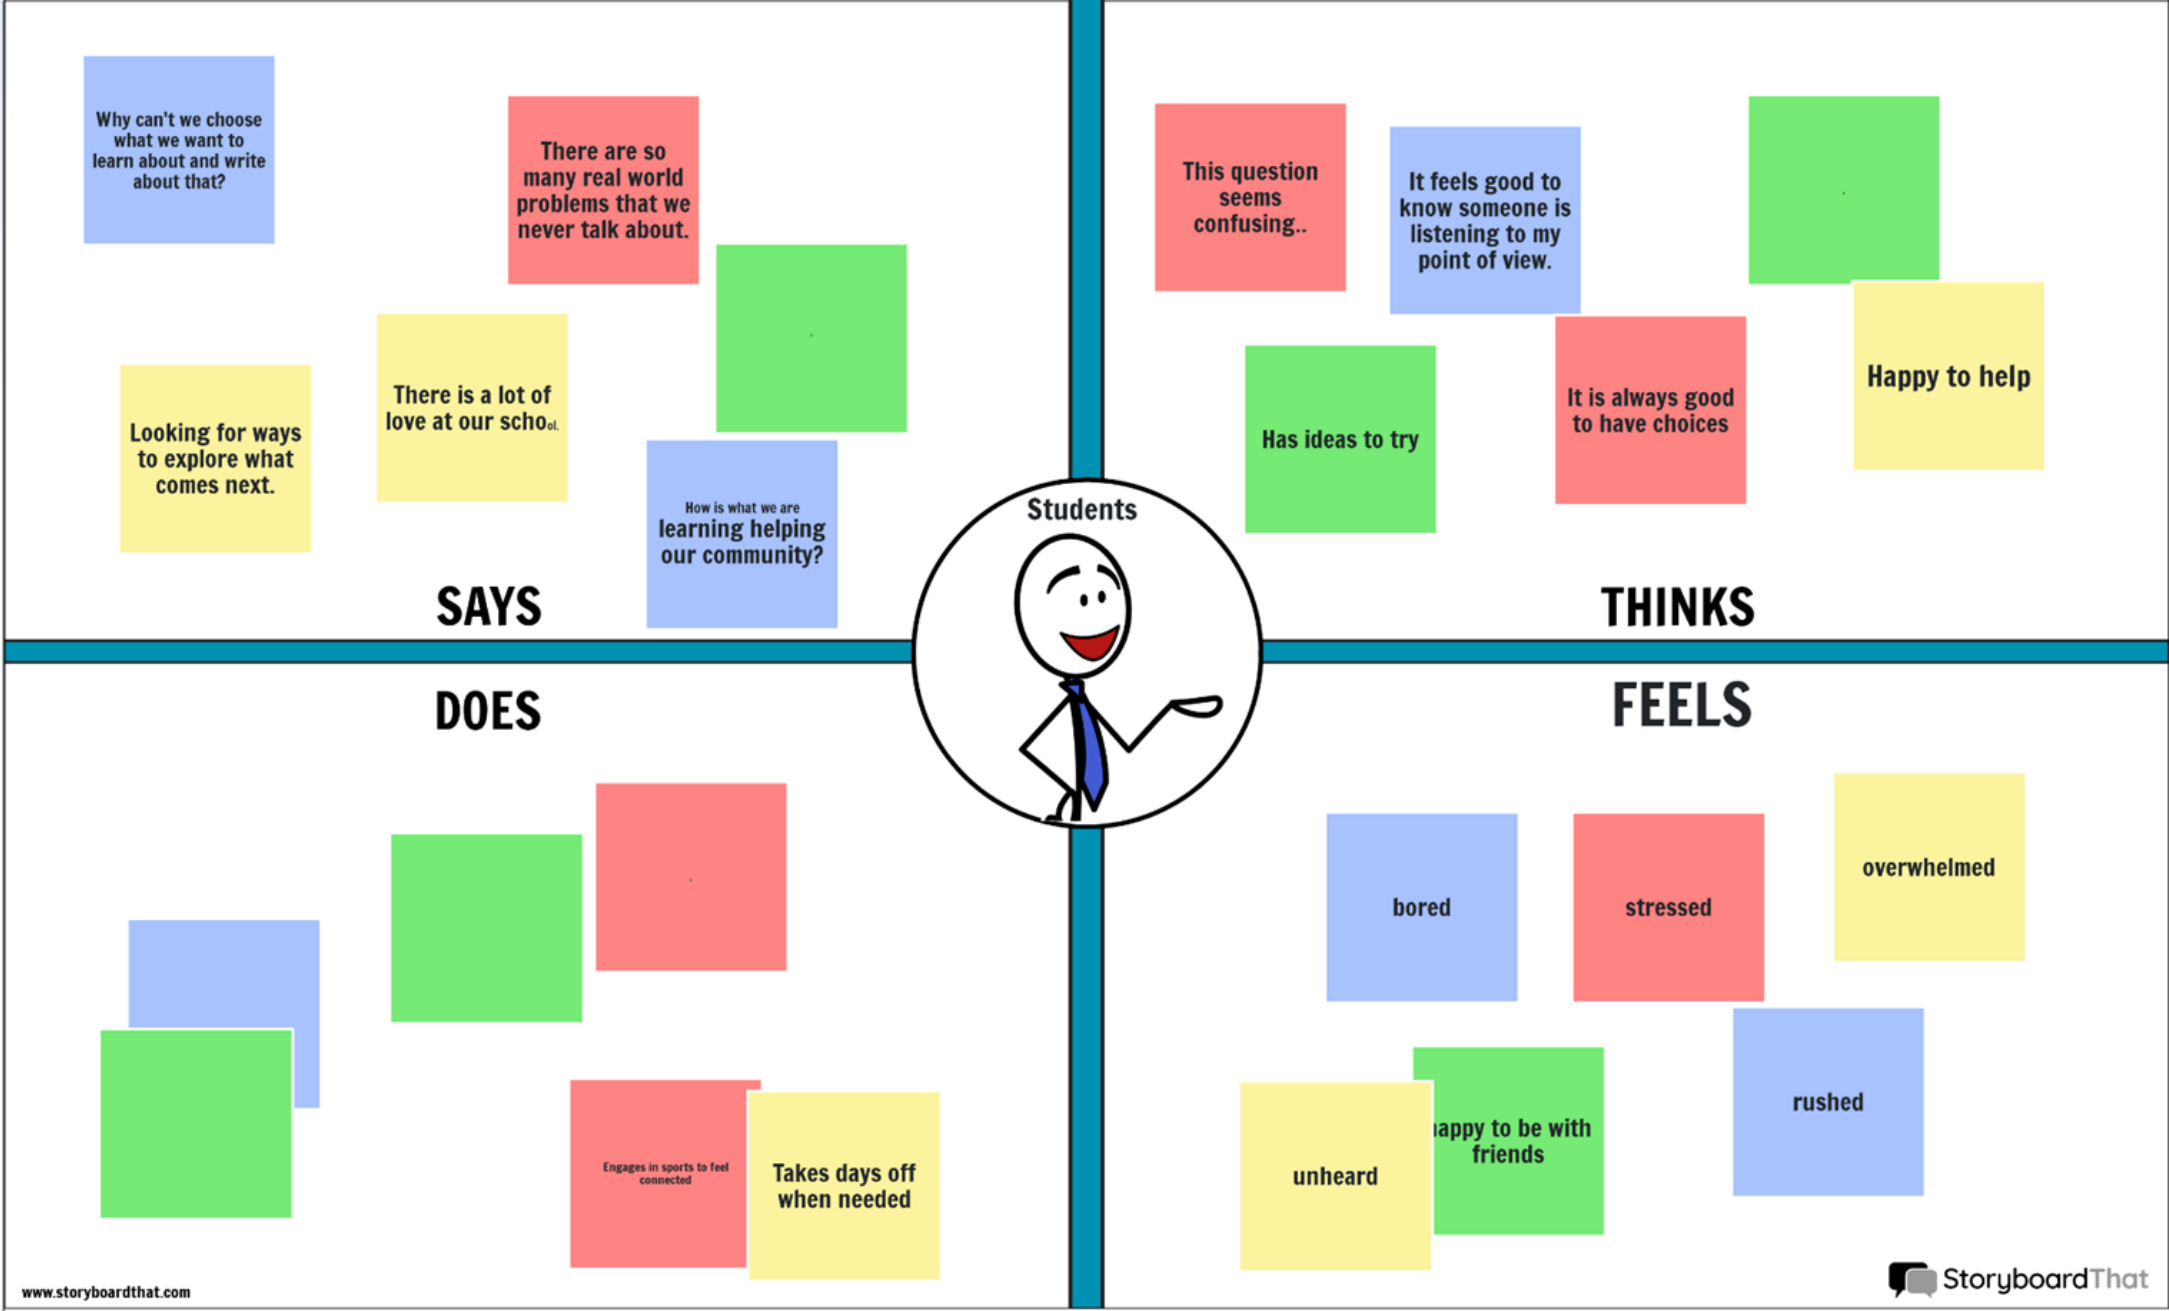 Why can't we choose
what we want to
learn about and write
about that?
There are so
many real world
problems that we
never talk about.
.
There is a lot of
love at our school.
Looking for ways
to explore what
comes next.
How is what we are
learning helping
our community?
SAYS
This question
seems
confusing..
It feels good to
know someone is
listening to my
point of view.
.
Happy to help
It is always good
to have choices
Has ideas to try
THINKS
Students
DOES
.
Engages in sports to feel
connected
Takes days off
when needed
FEELS
bored
stressed
overwhelmed
rushed
appy to be with
friends
unheard
www.storyboardthat.com
StoryboardThat